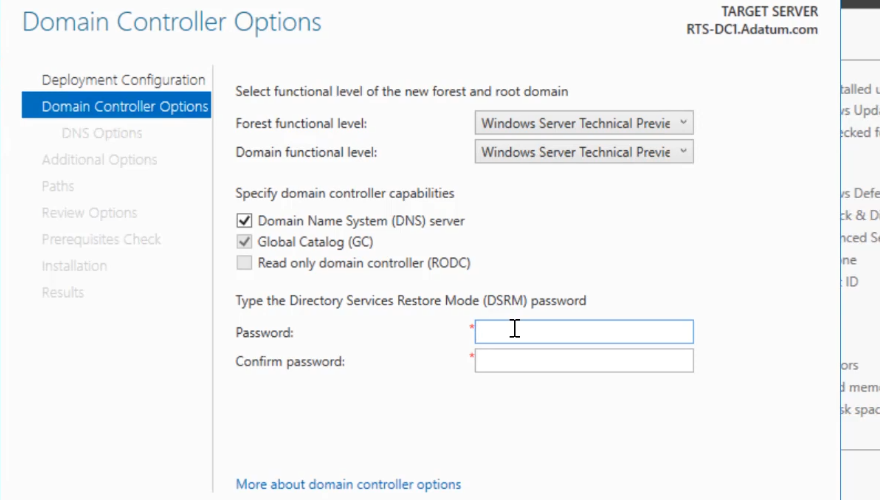 Domain Controller Options
TARGET SERVER
RTS-DC1.Adatum.com
Deployment Configuration
Domain Controller Options
DNS Options
Additional Options
Paths
Review Options
Prerequisites Check
Installation
Results
Select functional level of the new forest and root domain
Forest functional level:
Windows Server Technical Previe
Domain functional level:
Windows Server Technical Previe
Specify domain controller capabilities
Domain Name System (DNS) server
Global Catalog (GC)
Read only domain controller (RODC)
Type the Directory Services Restore Mode (DSRM) password
Password:
*
Confirm password:
*
More about domain controller options
talled u
vs Upda
ecked f
vs Defe
ck & Di
nced Se
ne
t ID
ors
d mem
sk spac